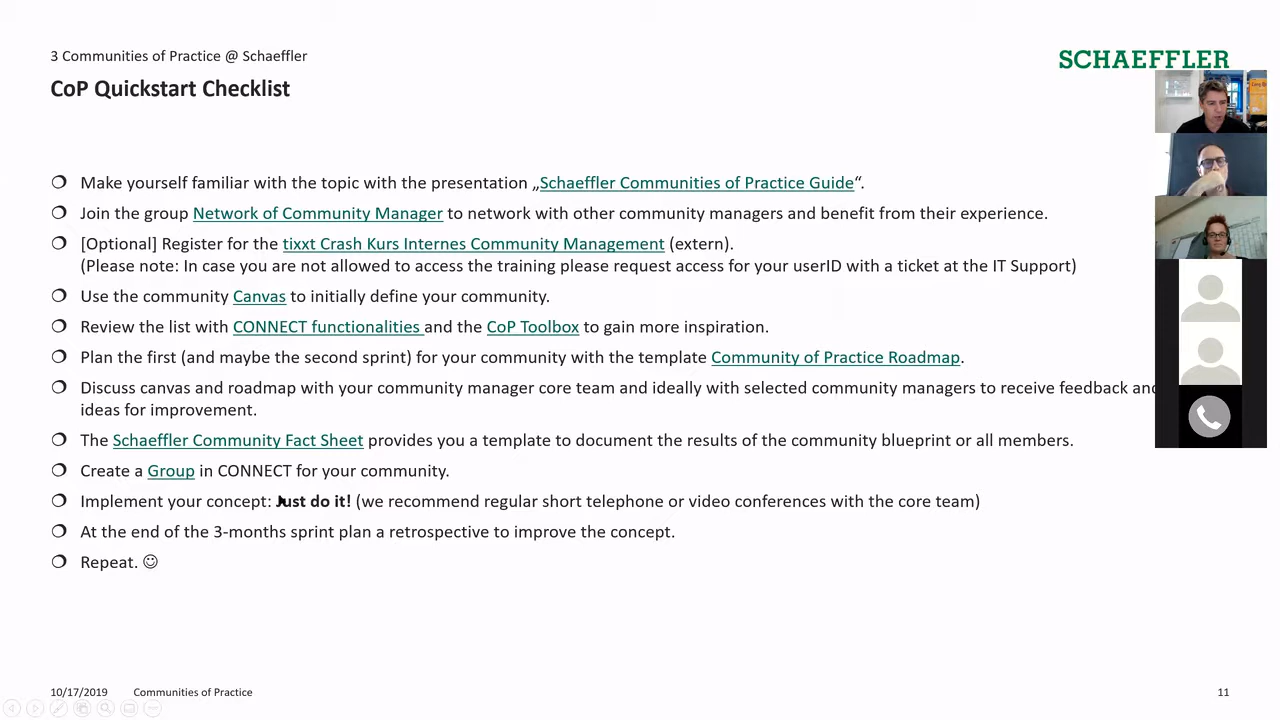 3 Communities of Practice @ Schaeffler
SCHAEFFLER
CoP Quickstart Checklist
Make yourself familiar with the topic with the presentation „Schaeffler Communities of Practice Guide“.
Join the group Network of Community Manager to network with other community managers and benefit from their experience.
[Optional] Register for the tixxt Crash Kurs Internes Community Management (extern).
(Please note: In case you are not allowed to access the training please request access for your userID with a ticket at the IT Support)
Use the community Canvas to initially define your community.
Review the list with CONNECT functionalities and the CoP Toolbox to gain more inspiration.
Plan the first (and maybe the second sprint) for your community with the template Community of Practice Roadmap.
Discuss canvas and roadmap with your community manager core team and ideally with selected community managers to receive feedback and
ideas for improvement.
The Schaeffler Community Fact Sheet provides you a template to document the results of the community blueprint or all members.
Create a Group in CONNECT for your community.
Implement your concept: Just do it! (we recommend regular short telephone or video conferences with the core team)
At the end of the 3-months sprint plan a retrospective to improve the concept.
Repeat. ☺
10/17/2019 Communities of Practice 11